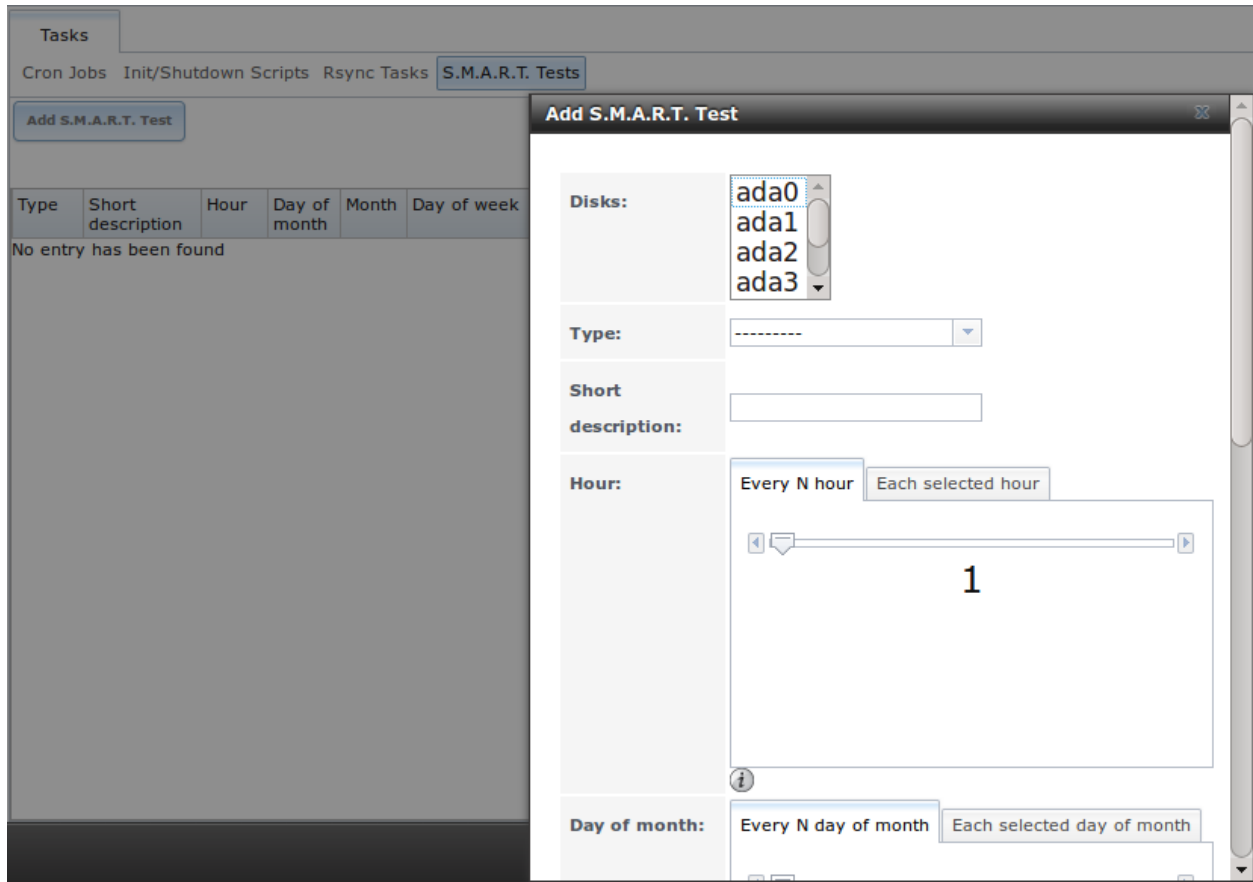 Tasks
Cron Jobs Init/Shutdown Scripts Rsync Tasks S.M.A.R.T. Tests
Add S.M.A.R.T. Test
Type Short description Hour Day of month Month Day of week
No entry has been found
Add S.M.A.R.T. Test
Disks:
ada0
ada1
ada2
ada3
Type:
---------
Short
description:
Hour:
Every N hour Each selected hour
1
i
Day of month:
Every N day of month Each selected day of month